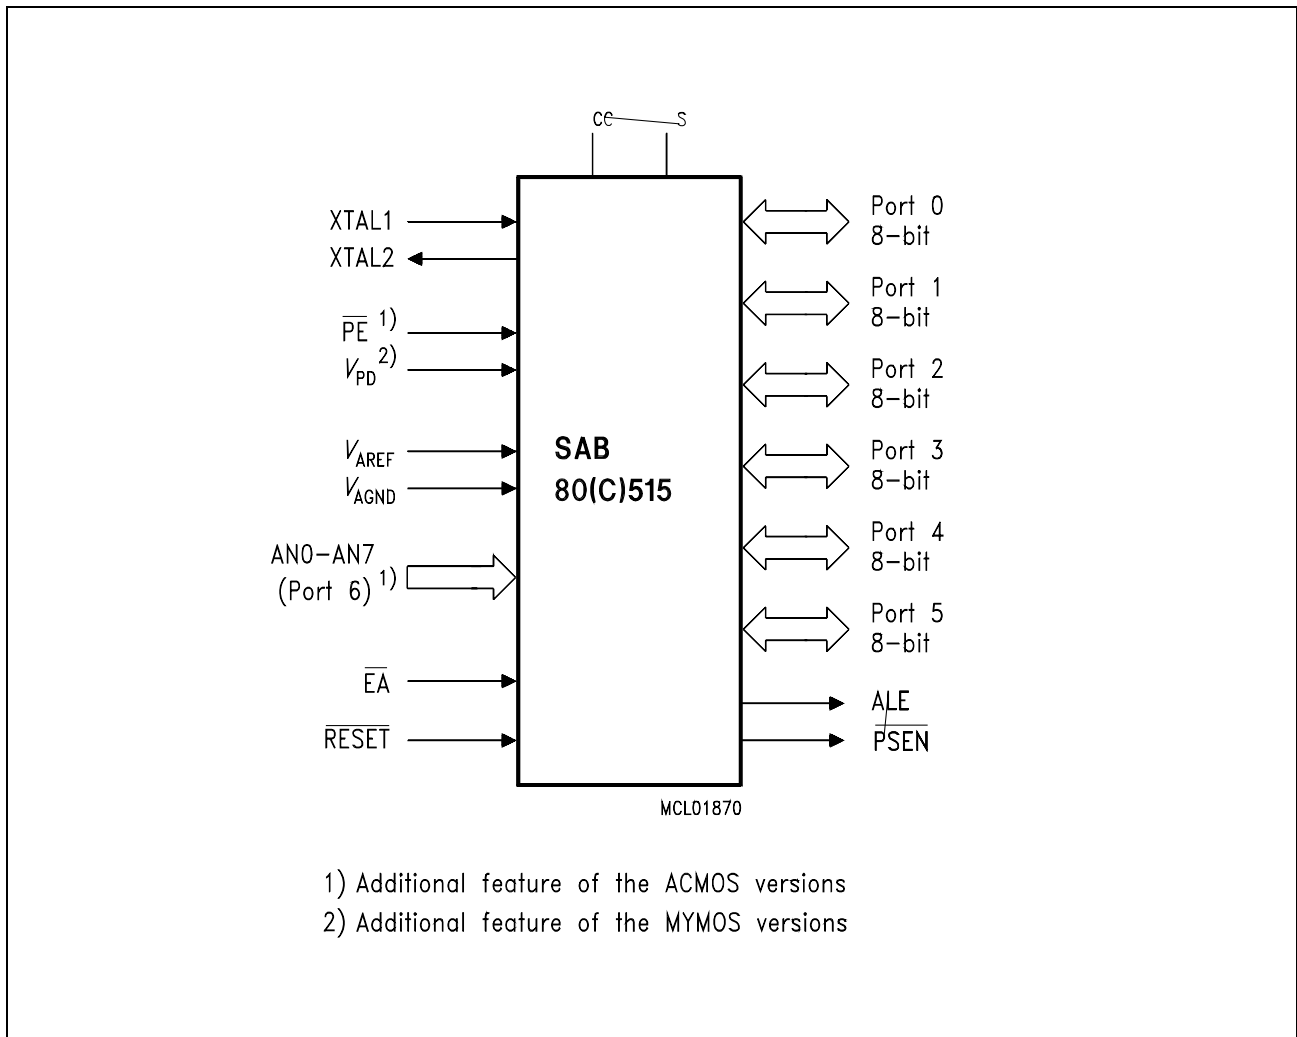 CC S
XTAL1
XTAL2
PE 1)
VPD 2)
VAREF
VAGND
AN0-AN7
(Port 6) 1)
EA
RESET
SAB
80(C)515
Port 0
8-bit
Port 1
8-bit
Port 2
8-bit
Port 3
8-bit
Port 4
8-bit
Port 5
8-bit
ALE
PSEN
MCL01870
1) Additional feature of the ACMOS versions
2) Additional feature of the MYMOS versions